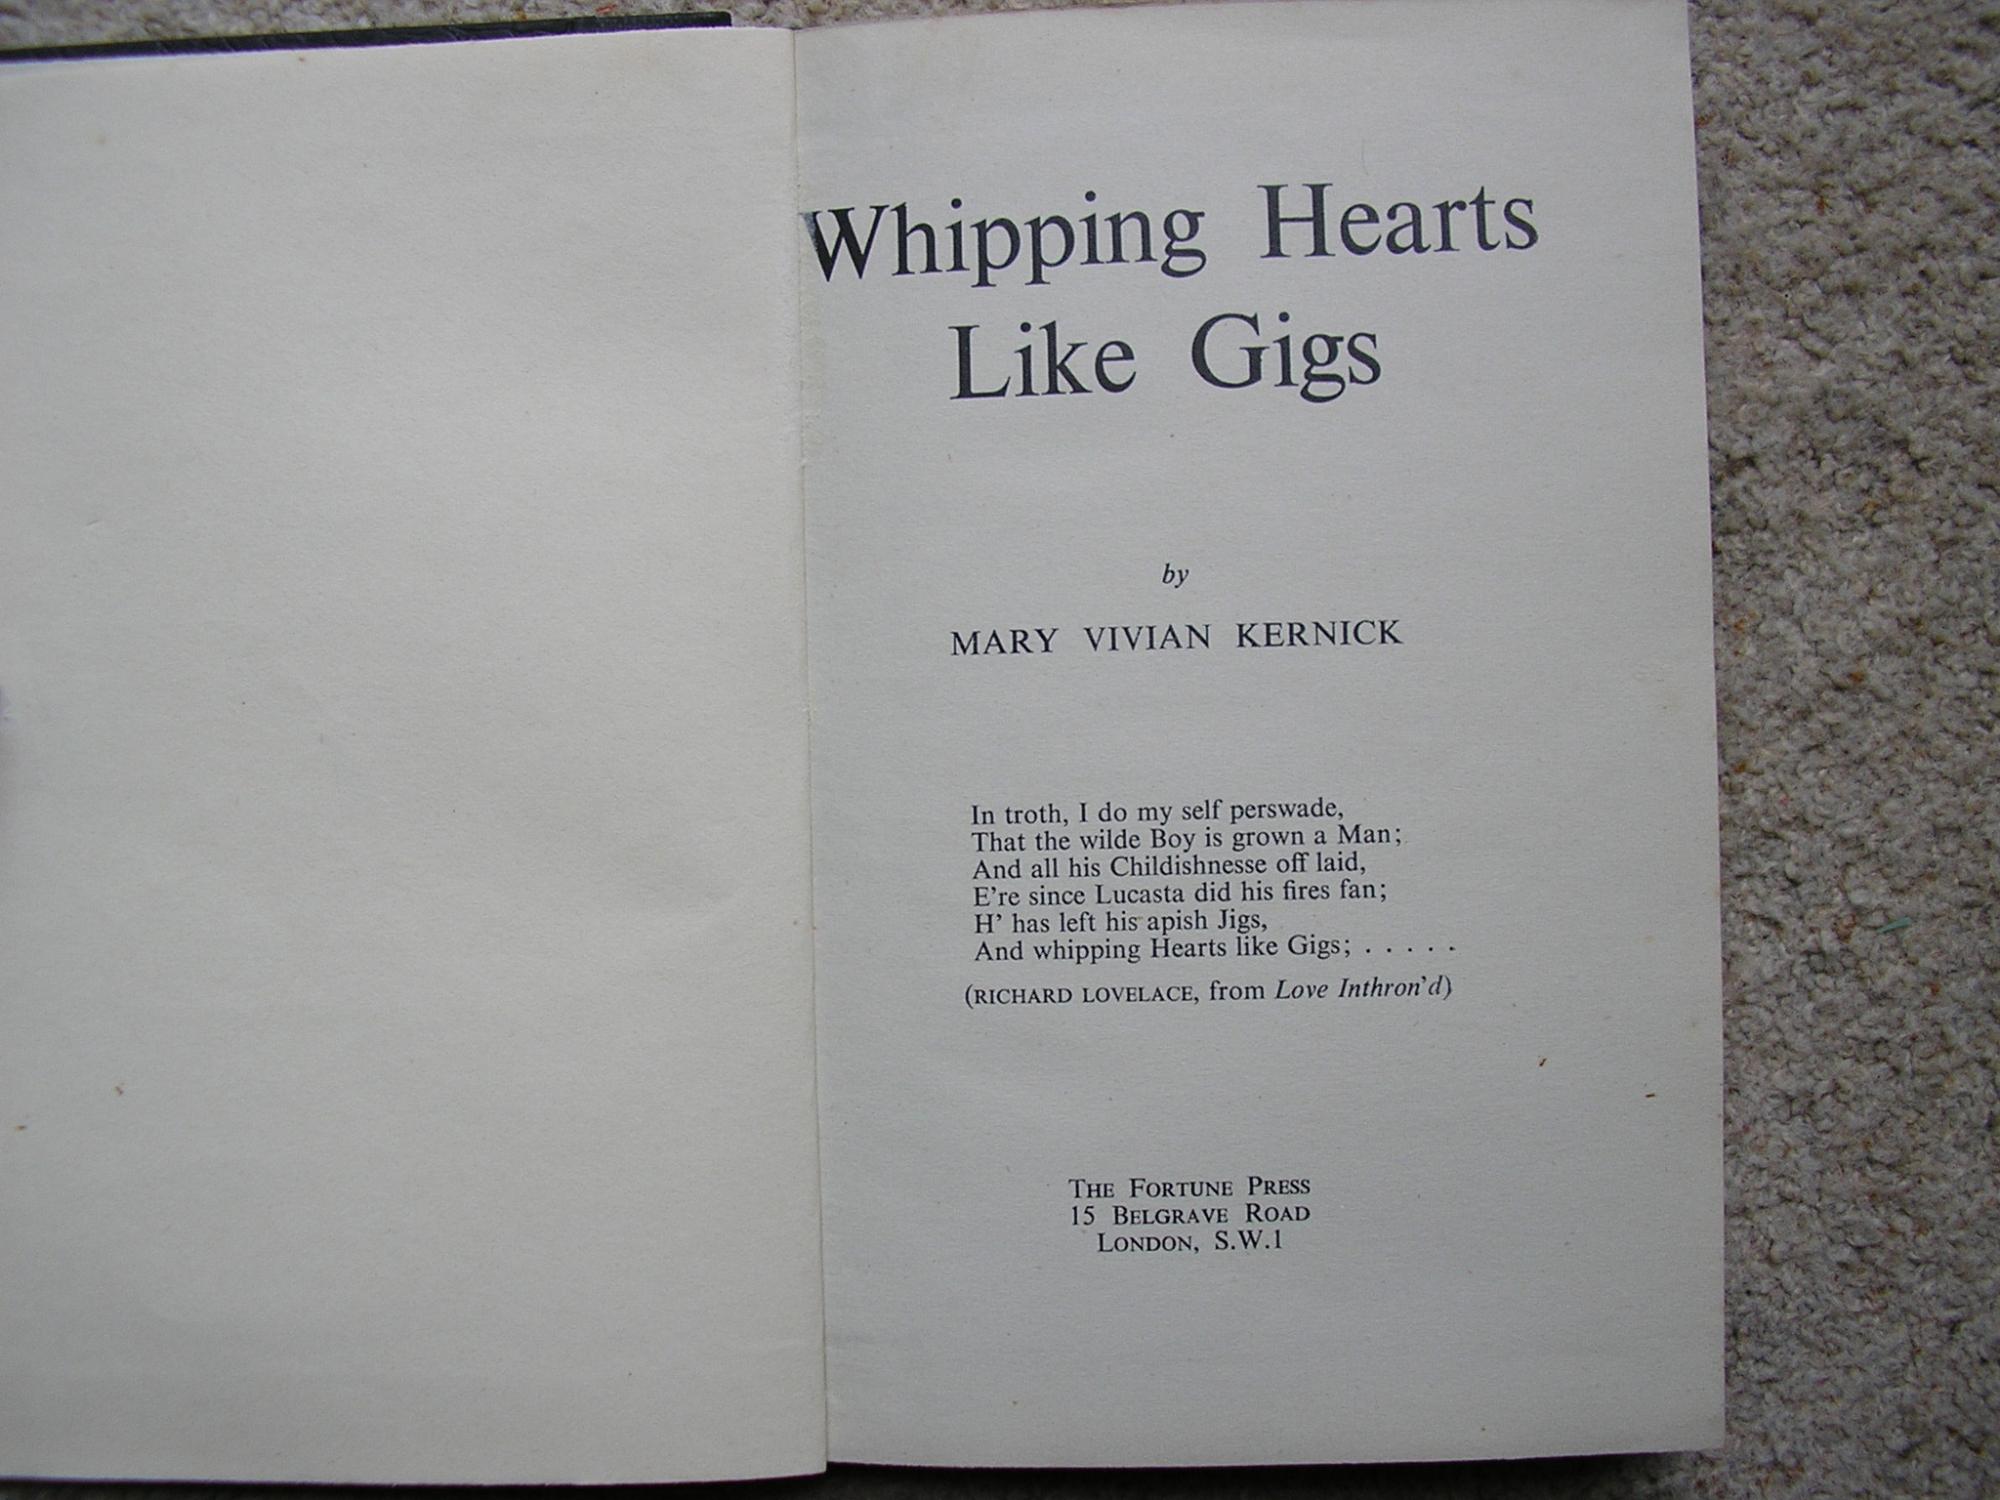 Whipping Hearts
Like Gigs
by
MARY VIVIAN KERNICK
In troth, I do my self perswade,
That the wilde Boy is grown a Man;
And all his Childishnesse off laid,
E're since Lucasta did his fires fan;
H' has left his apish Jigs,
And whipping Hearts like Gigs; . . . . .
(RICHARD LOVELACE, from Love Inthron'd)
THE FORTUNE PRESS
15 BELGRAVE ROAD
LONDON, S.W.1